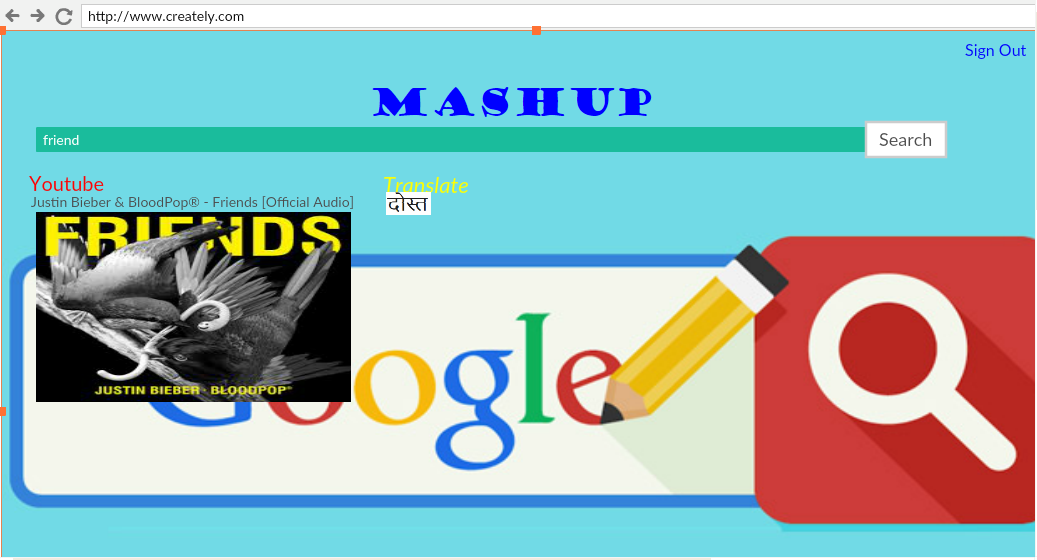 http://www.creately.com
Sign Out
MASHUP
friend
Search
Youtube
Translate
Justin Bieber & BloodPop® - Friends [Official Audio]
दोस्त
FRIENDS
JUSTIN BIEBER · BLOODPOP®
Google